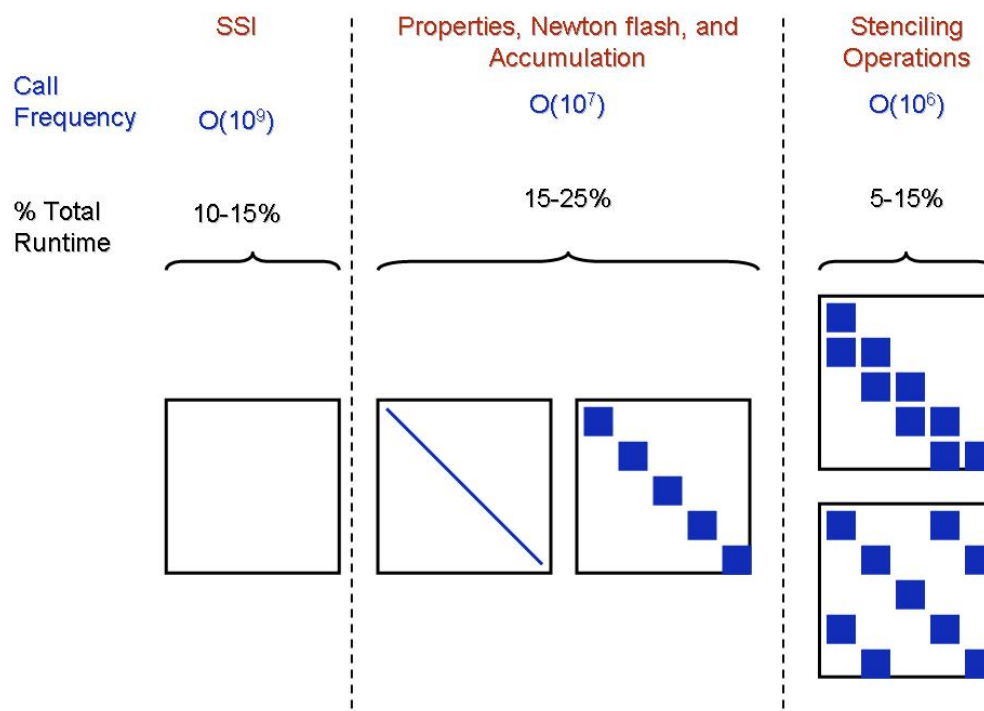 SSI
Properties, Newton flash, and
Accumulation
Stenciling
Operations
Call
Frequency
O(10⁹)
O(10⁷)
O(10⁶)
% Total
Runtime
10-15%
15-25%
5-15%